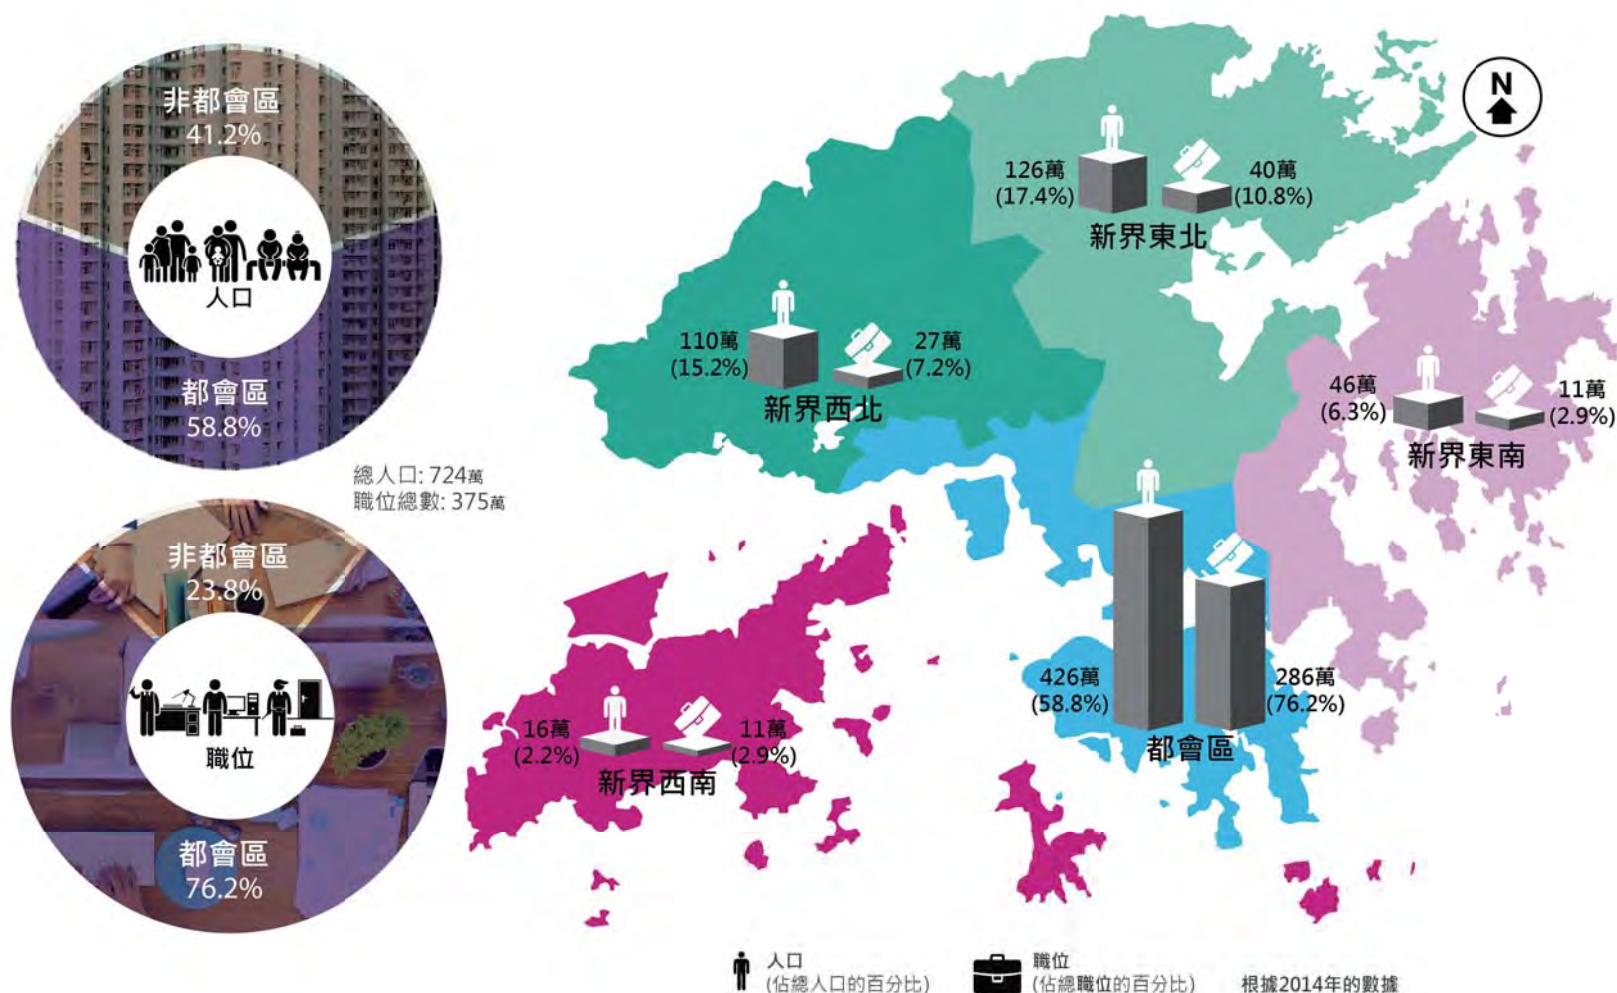 非都會區
41.2%
人口
都會區
58.8%
總人口: 724萬
職位總數: 375萬
非都會區
23.8%
職位
都會區
76.2%
N
126萬
(17.4%)
40萬
(10.8%)
新界東北
110萬
(15.2%)
27萬
(7.2%)
新界西北
46萬
(6.3%)
11萬
(2.9%)
新界東南
426萬
(58.8%)
286萬
(76.2%)
都會區
16萬
(2.2%)
11萬
(2.9%)
新界西南
人口
(佔總人口的百分比)
職位
(佔總職位的百分比)
根據2014年的數據